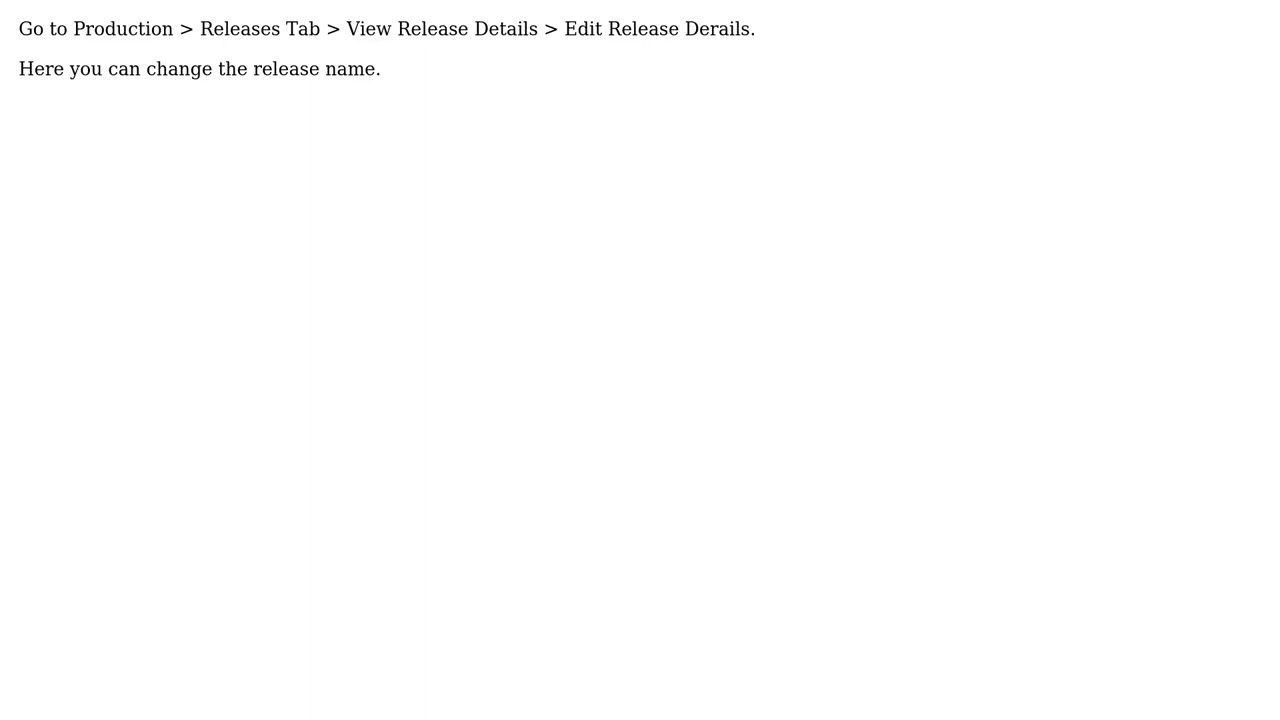 Go to Production > Releases Tab > View Release Details > Edit Release Derails.
Here you can change the release name.